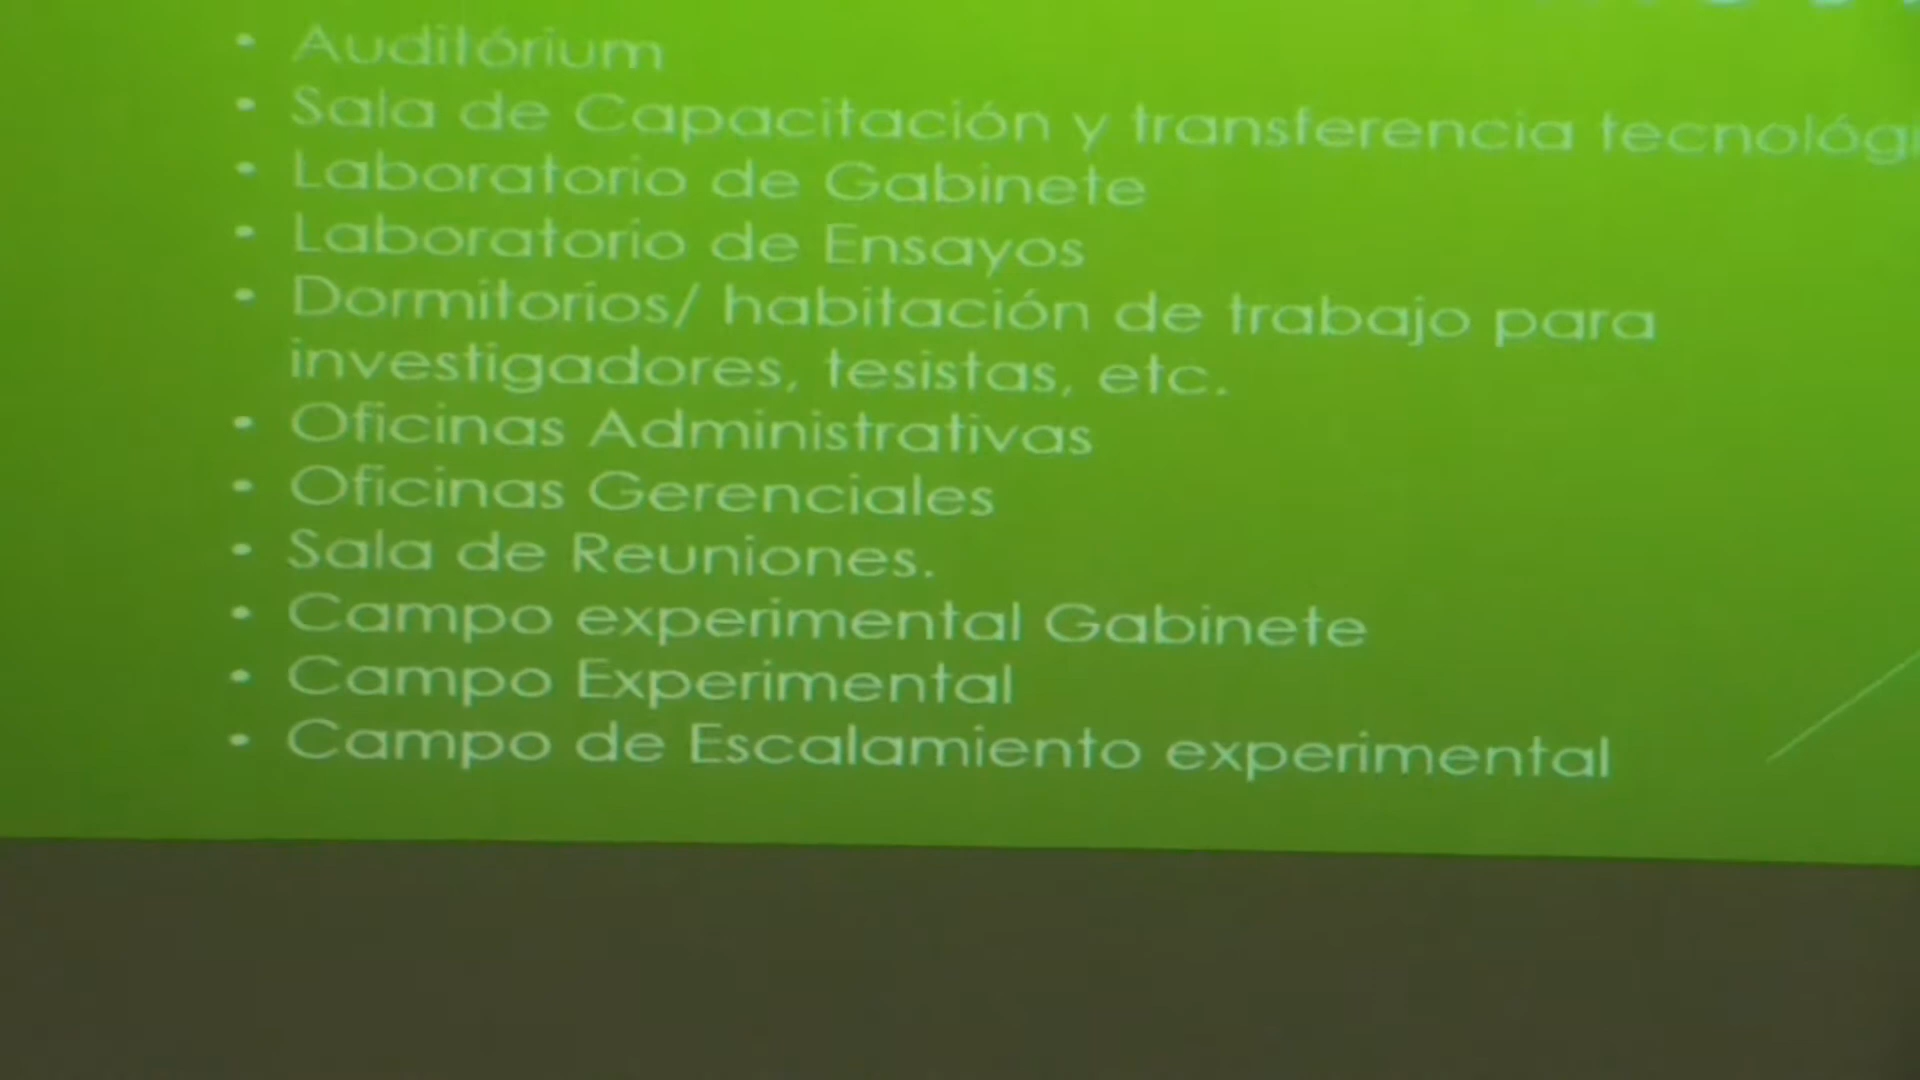 • Auditórium
• Sala de Capacitación y transferencia
• Laboratorio de Gabinete
• Laboratorio de Ensayos
• Dormitorios/ habitación de trabajo para
investigadores, tesistas, etc.
• Oficinas Administrativas
• Oficinas Gerenciales
• Sala de Reuniones.
• Campo experimental Gabinete
• Campo Experimental
• Campo de Escalamiento experimental